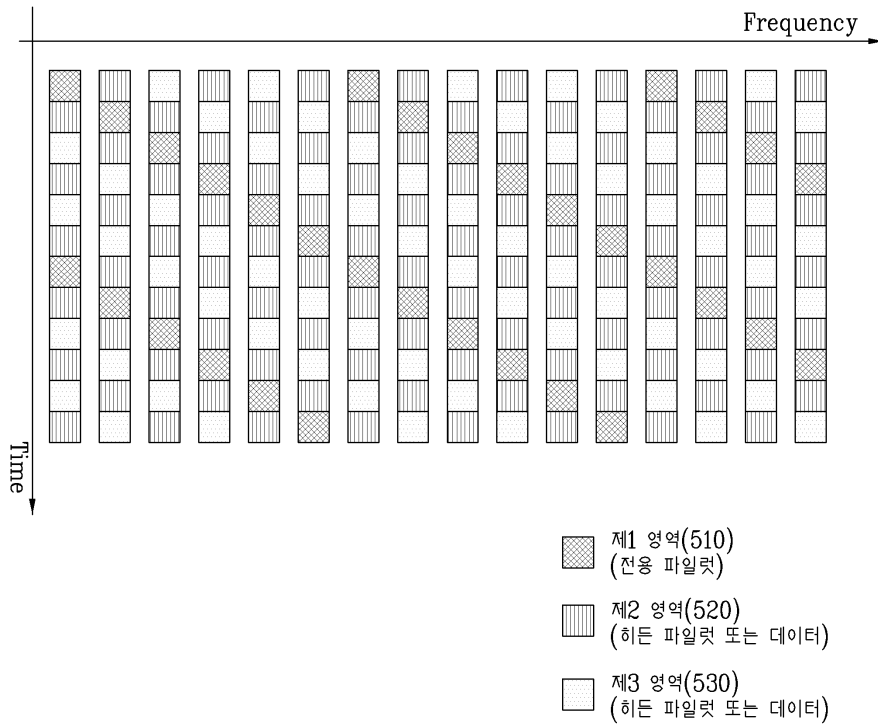 Frequency
Time
제1 영역(510)
(전용 파일럿)
제2 영역(520)
(히든 파일럿 또는 데이터)
제3 영역(530)
(히든 파일럿 또는 데이터)